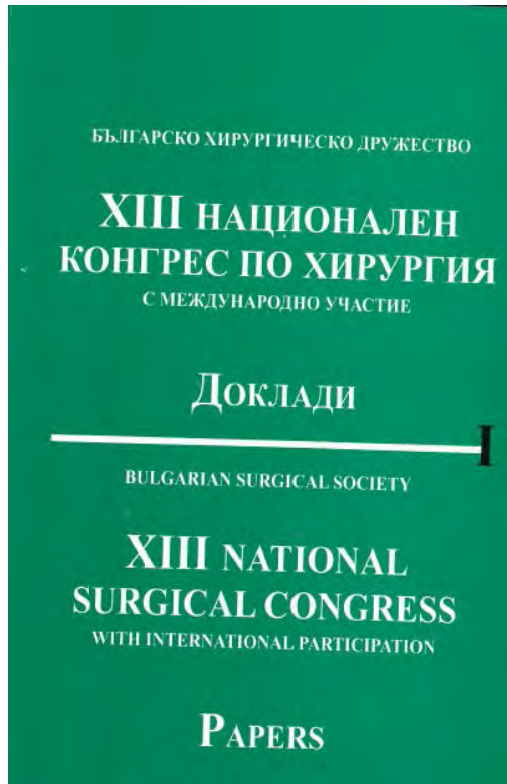 БЪЛГАРСКО ХИРУРГИЧЕСКО ДРУЖЕСТВО
XIII НАЦИОНАЛЕН
КОНГРЕС ПО ХИРУРГИЯ
С МЕЖДУНАРОДНО УЧАСТИЕ
ДОКЛАДИ
I
BULGARIAN SURGICAL SOCIETY
XIII NATIONAL
SURGICAL CONGRESS
WITH INTERNATIONAL PARTICIPATION
PAPERS